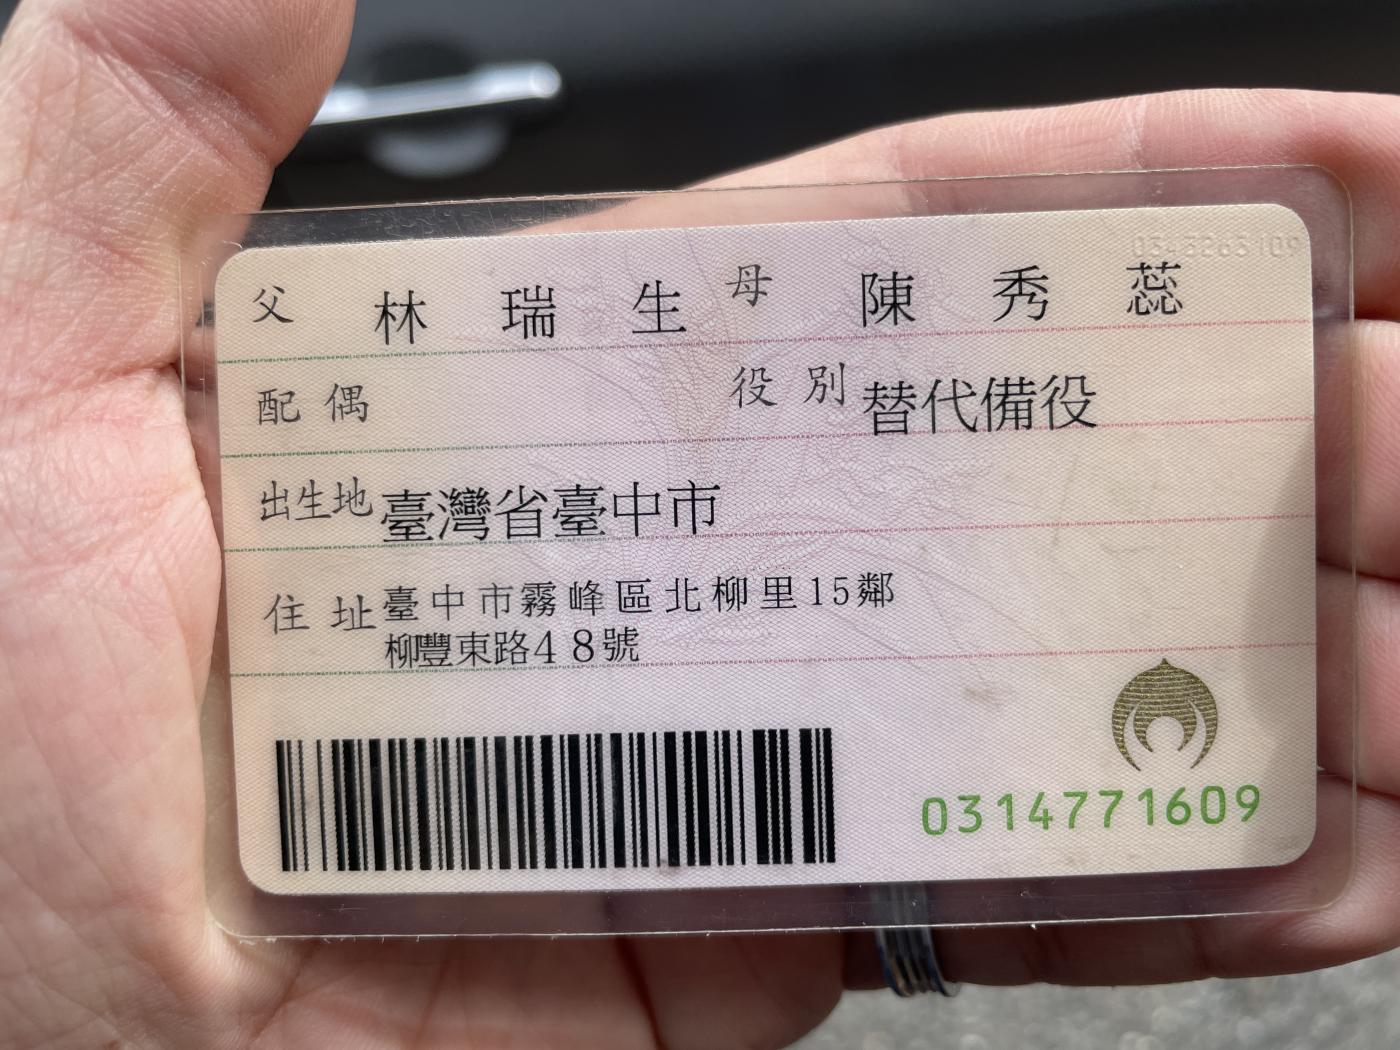 父 林瑞生 母 陳秀蕊
配偶 役別 替代備役
出生地 臺灣省臺中市
住址 臺中市霧峰區北柳里15鄰
柳豐東路48號
0314771609